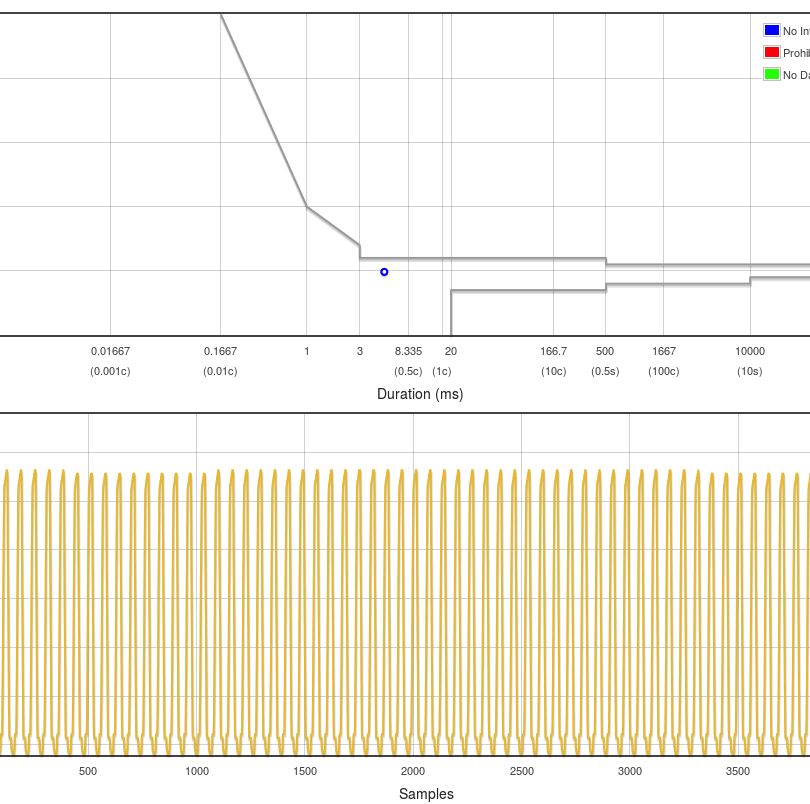 No In
Prohi
No Da
0.01667 0.1667 1 3 8.335 20 166.7 500 1667 10000
(0.001c) (0.01c) (0.5c) (1c) (10c) (0.5s) (100c) (10s)
Duration (ms)
500 1000 1500 2000 2500 3000 3500
Samples